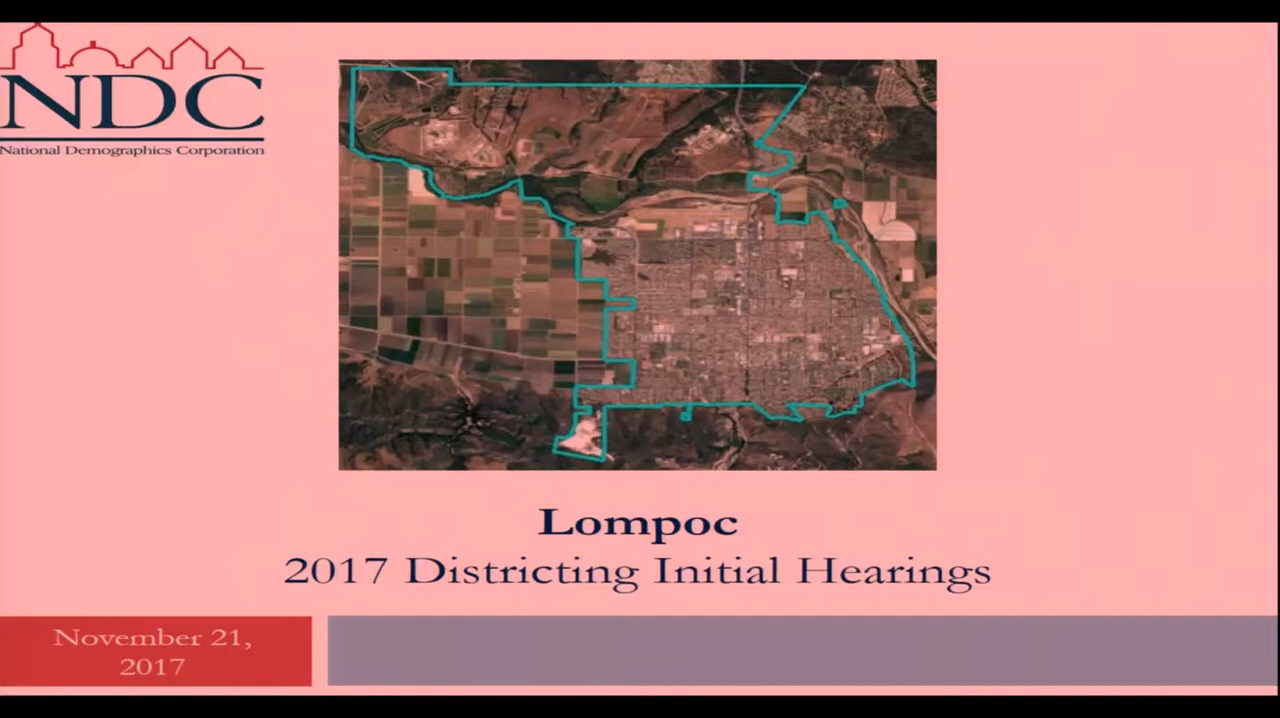 NDC
National Demographics Corporation
Lompoc
2017 Districting Initial Hearings
November 21,
2017